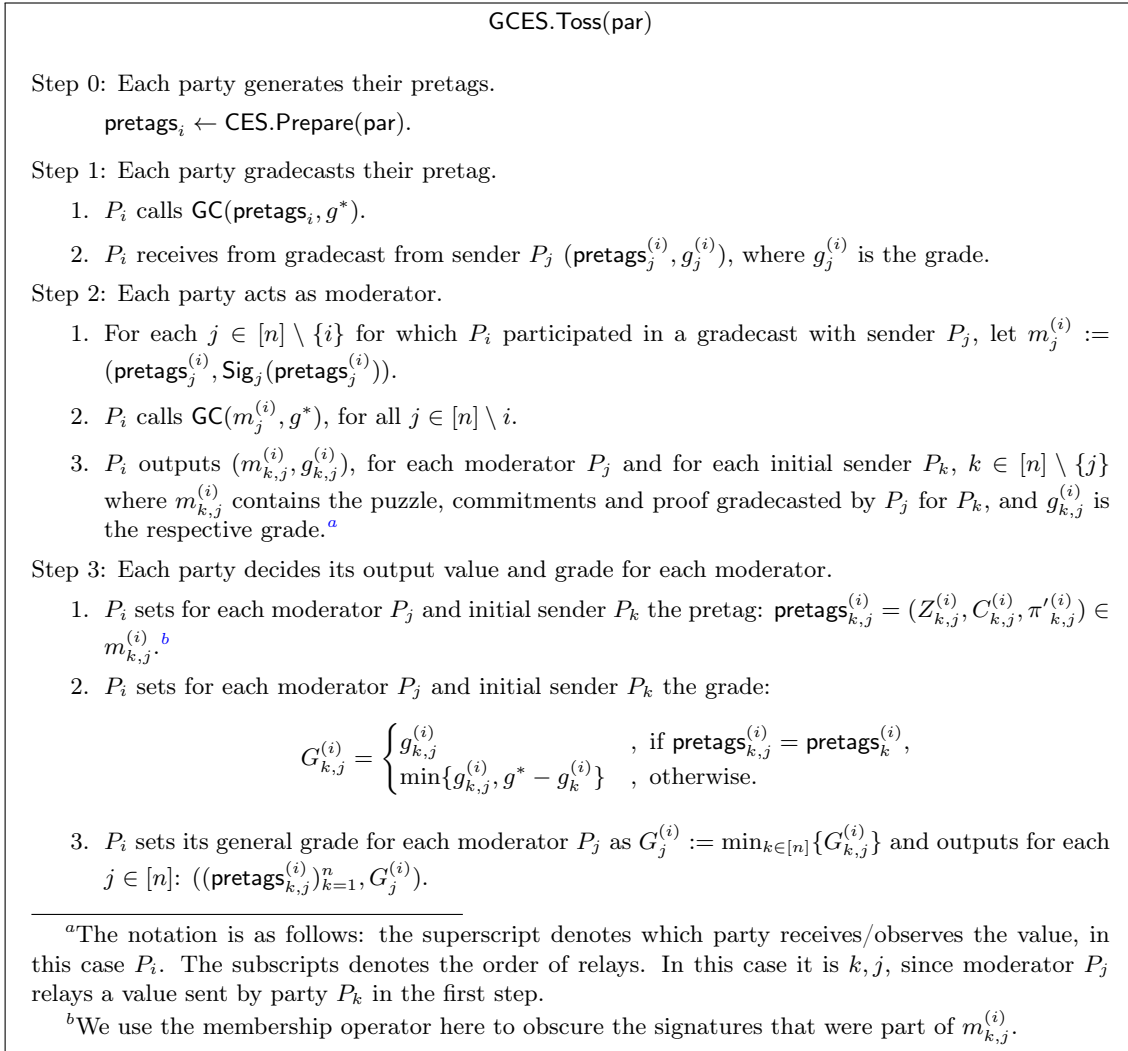 GCES.Toss(par)
Step 0: Each party generates their pretags.
pretags_i ← CES.Prepare(par).
Step 1: Each party gradecasts their pretag.
1. P_i calls GC(pretags_i, g*).
2. P_i receives from gradecast from sender P_j (pretags_j^{(i)}, g_j^{(i)}), where g_j^{(i)} is the grade.
Step 2: Each party acts as moderator.
1. For each j ∈ [n] \ {i} for which P_i participated in a gradecast with sender P_j, let m_j^{(i)} :=
(pretags_j^{(i)}, Sig_j(pretags_j^{(i)})).
2. P_i calls GC(m_j^{(i)}, g*), for all j ∈ [n] \ i.
3. P_i outputs (m_{k,j}^{(i)}, g_{k,j}^{(i)}), for each moderator P_j and for each initial sender P_k, k ∈ [n] \ {j}
where m_{k,j}^{(i)} contains the puzzle, commitments and proof gradecasted by P_j for P_k, and g_{k,j}^{(i)} is
the respective grade.^a
Step 3: Each party decides its output value and grade for each moderator.
1. P_i sets for each moderator P_j and initial sender P_k the pretag: pretags_{k,j}^{(i)} = (Z_{k,j}^{(i)}, C_{k,j}^{(i)}, π'_{k,j}^{(i)}) ∈
m_{k,j}^{(i)}.^b
2. P_i sets for each moderator P_j and initial sender P_k the grade:
G_{k,j}^{(i)} = { g_{k,j}^{(i)} , if pretags_{k,j}^{(i)} = pretags_k^{(i)},
min{g_{k,j}^{(i)}, g* − g_k^{(i)}} , otherwise.
3. P_i sets its general grade for each moderator P_j as G_j^{(i)} := min_{k∈[n]}{G_{k,j}^{(i)}} and outputs for each
j ∈ [n]: ((pretags_{k,j}^{(i)})_{k=1}^n, G_j^{(i)}).
^aThe notation is as follows: the superscript denotes which party receives/observes the value, in
this case P_i. The subscripts denotes the order of relays. In this case it is k, j, since moderator P_j
relays a value sent by party P_k in the first step.
^bWe use the membership operator here to obscure the signatures that were part of m_{k,j}^{(i)}.